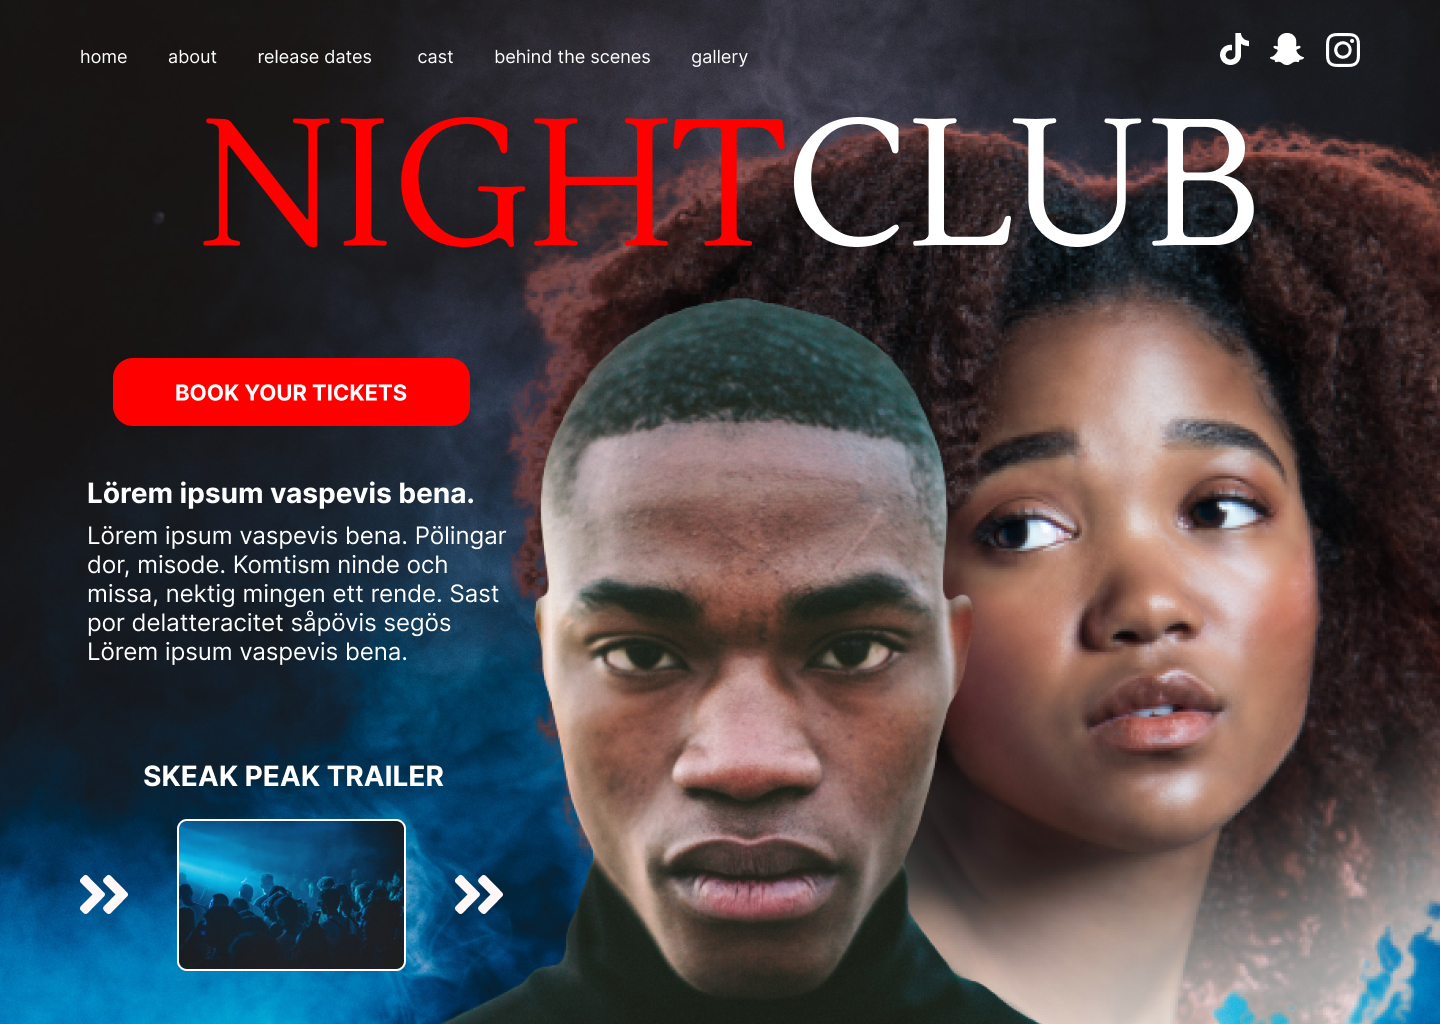 home about release dates cast behind the scenes gallery
NIGHTCLUB
BOOK YOUR TICKETS
Lörem ipsum vaspevis bena.
Lörem ipsum vaspevis bena. Pölingar
dor, misode. Komtism ninde och
missa, nektig mingen ett rende. Sast
por delatteracitet såpövis segös
Lörem ipsum vaspevis bena.
SKEAK PEAK TRAILER